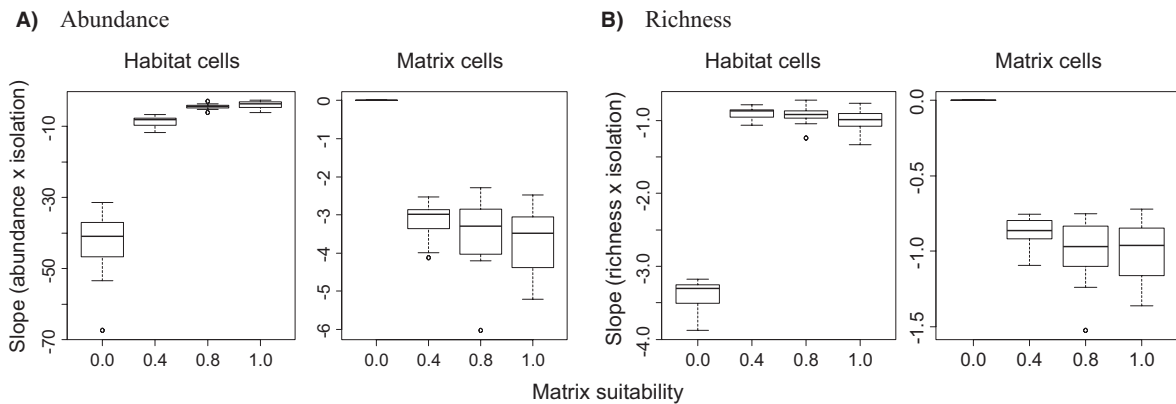 A) Abundance
B) Richness
Habitat cells
Matrix cells
Habitat cells
Matrix cells
Slope (abundance x isolation)
-10
-30
-50
-70
0.0 0.4 0.8 1.0
0
-1
-2
-3
-4
-5
-6
0.0 0.4 0.8 1.0
Slope (richness x isolation)
-1.0
-2.0
-3.0
-4.0
0.0 0.4 0.8 1.0
0.0
-0.5
-1.0
-1.5
0.0 0.4 0.8 1.0
Matrix suitability